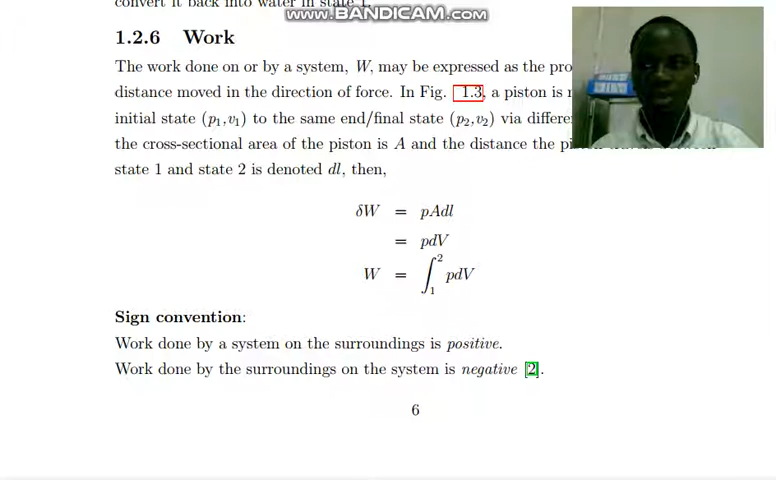 convert it back into water in state 1.
WWW.BANDICAM.COM
1.2.6 Work
The work done on or by a system, W, may be expressed as the
distance moved in the direction of force. In Fig. 1.3, a piston is
initial state (p₁,v₁) to the same end/final state (p₂,v₂) via
the cross-sectional area of the piston is A and the distance the
state 1 and state 2 is denoted dl, then,
δW = pAdl
= pdV
W = ∫₁² pdV
Sign convention:
Work done by a system on the surroundings is positive.
Work done by the surroundings on the system is negative [2].
6